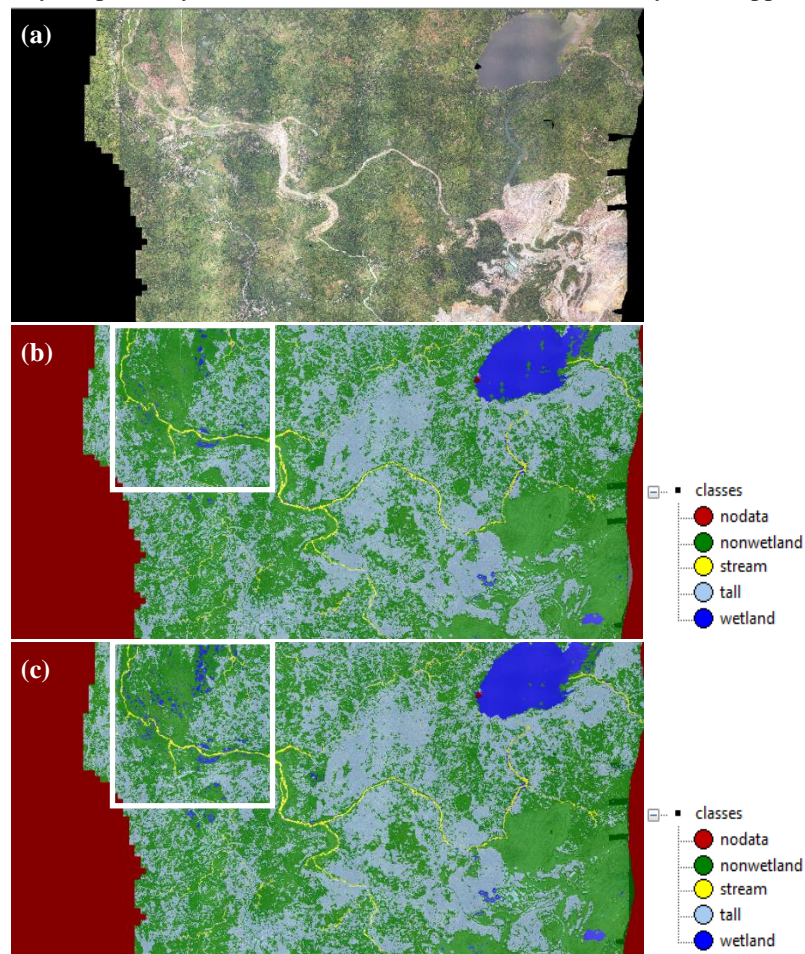 (a)
(b)
classes
nodata
nonwetland
stream
tall
wetland
(c)
classes
nodata
nonwetland
stream
tall
wetland